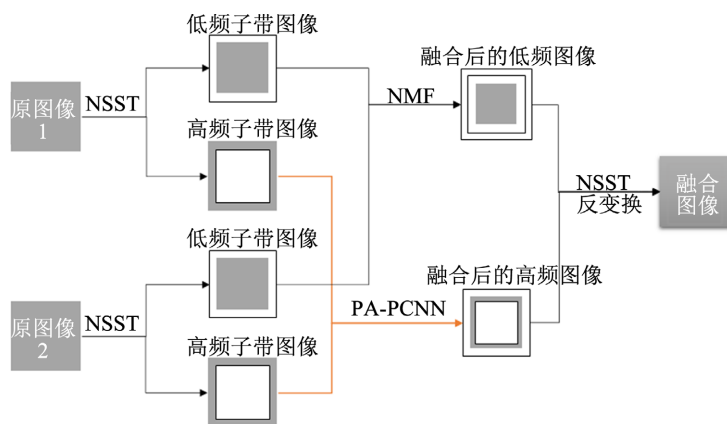 低频子带图像
原图像
1
NSST
高频子带图像
NMF
融合后的低频图像
NSST
反变换
融合
图像
低频子带图像
原图像
2
NSST
高频子带图像
PA-PCNN
融合后的高频图像